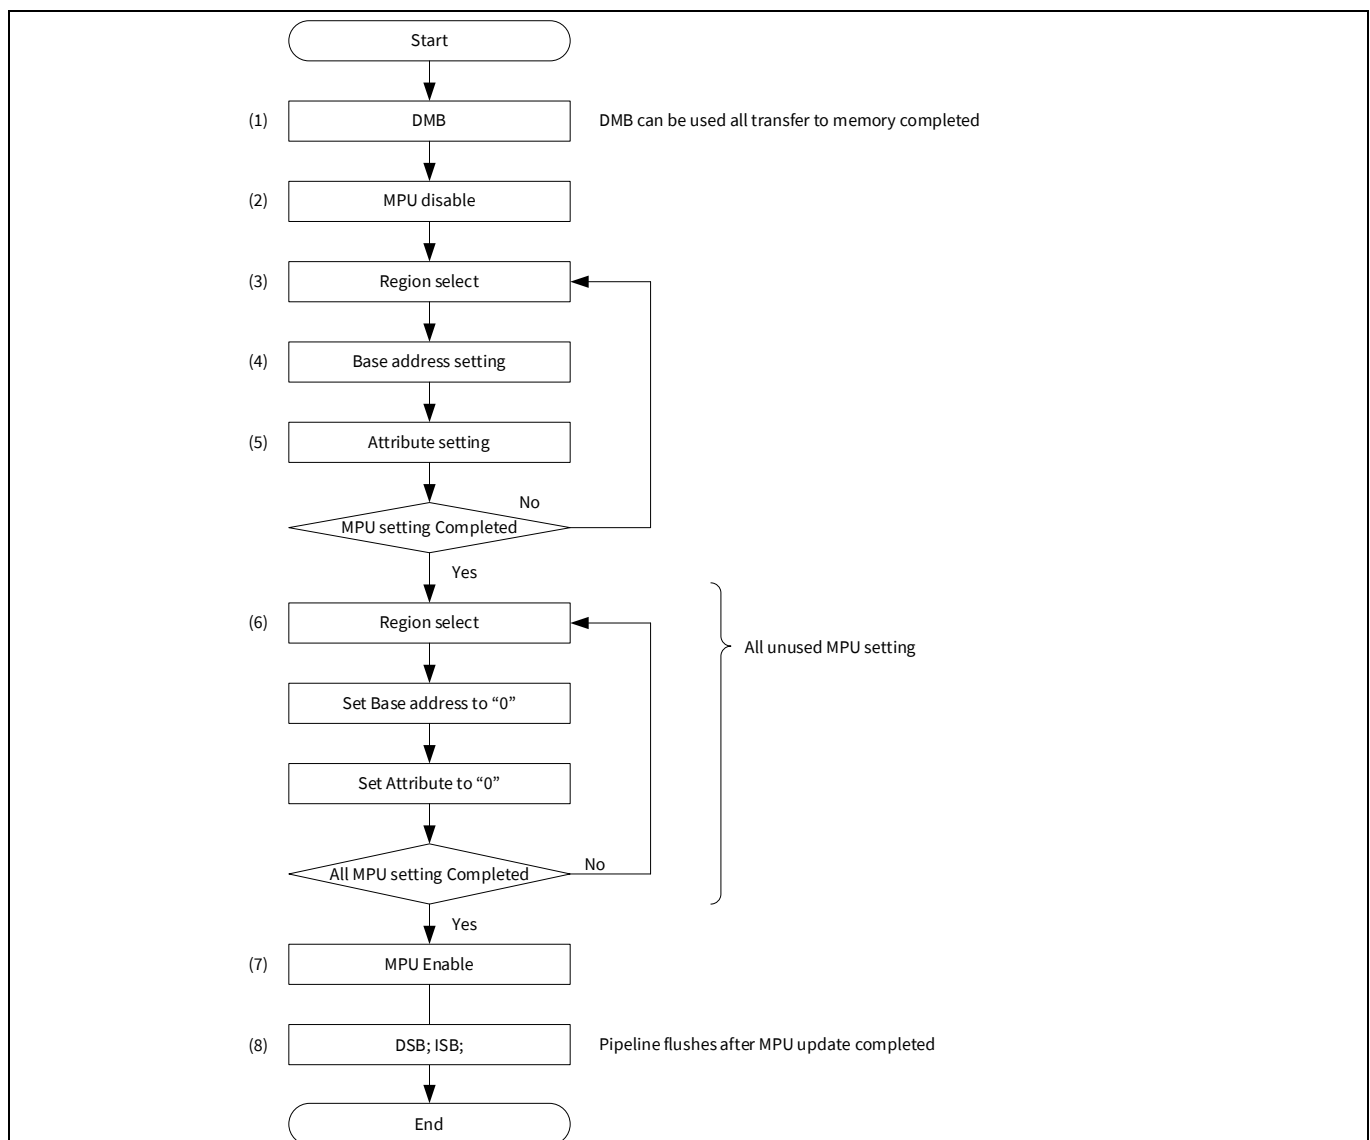 Start
(1)
DMB
DMB can be used all transfer to memory completed
(2)
MPU disable
(3)
Region select
(4)
Base address setting
(5)
Attribute setting
No
MPU setting Completed
Yes
(6)
Region select
All unused MPU setting
Set Base address to “0”
Set Attribute to “0”
All MPU setting Completed
No
Yes
(7)
MPU Enable
(8)
DSB; ISB;
Pipeline flushes after MPU update completed
End